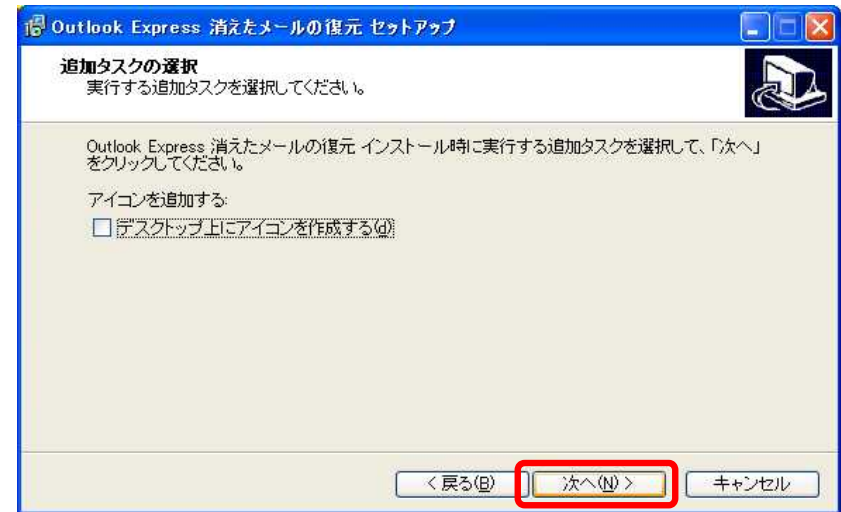 Outlook Express 消えたメールの復元 セットアップ
追加タスクの選択
実行する追加タスクを選択してください。
Outlook Express 消えたメールの復元 インストール時に実行する追加タスクを選択して、「次へ」
をクリックしてください。
アイコンを追加する:
デスクトップ上にアイコンを作成する(d)
< 戻る(B) 次へ(N) > キャンセル